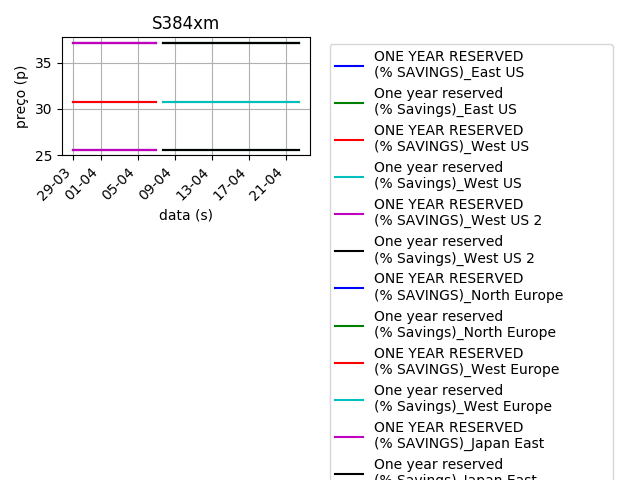 S384xm
preço (p)
35
30
25
29-03
01-04
05-04
09-04
13-04
17-04
21-04
data (s)
ONE YEAR RESERVED
(% SAVINGS)_East US
One year reserved
(% Savings)_East US
ONE YEAR RESERVED
(% SAVINGS)_West US
One year reserved
(% Savings)_West US
ONE YEAR RESERVED
(% SAVINGS)_West US 2
One year reserved
(% Savings)_West US 2
ONE YEAR RESERVED
(% SAVINGS)_North Europe
One year reserved
(% Savings)_North Europe
ONE YEAR RESERVED
(% SAVINGS)_West Europe
One year reserved
(% Savings)_West Europe
ONE YEAR RESERVED
(% SAVINGS)_Japan East
One year reserved
(% Savings)_Japan East